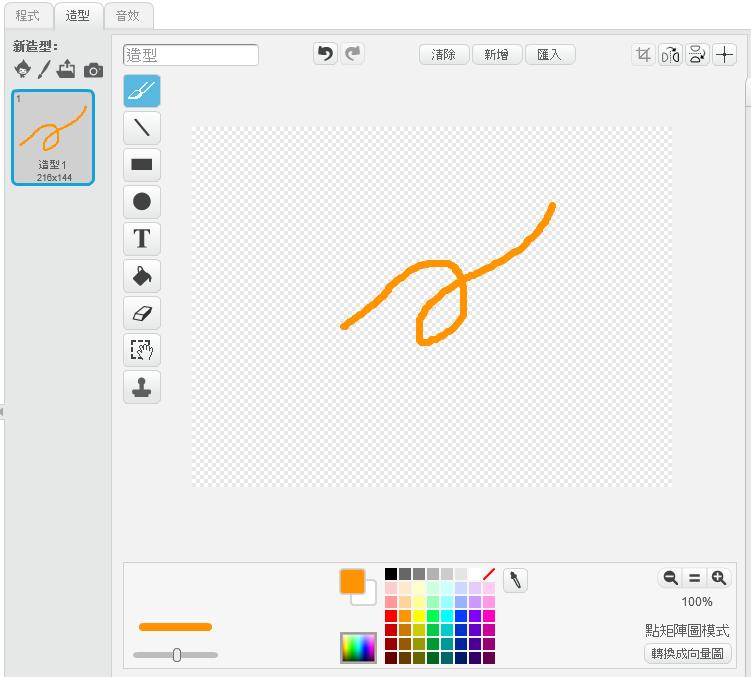 程式 造型 音效
新造型:
造型
清除 新增 匯入
1
造型1
216x144
T
100%
點矩陣圖模式
轉換成向量圖